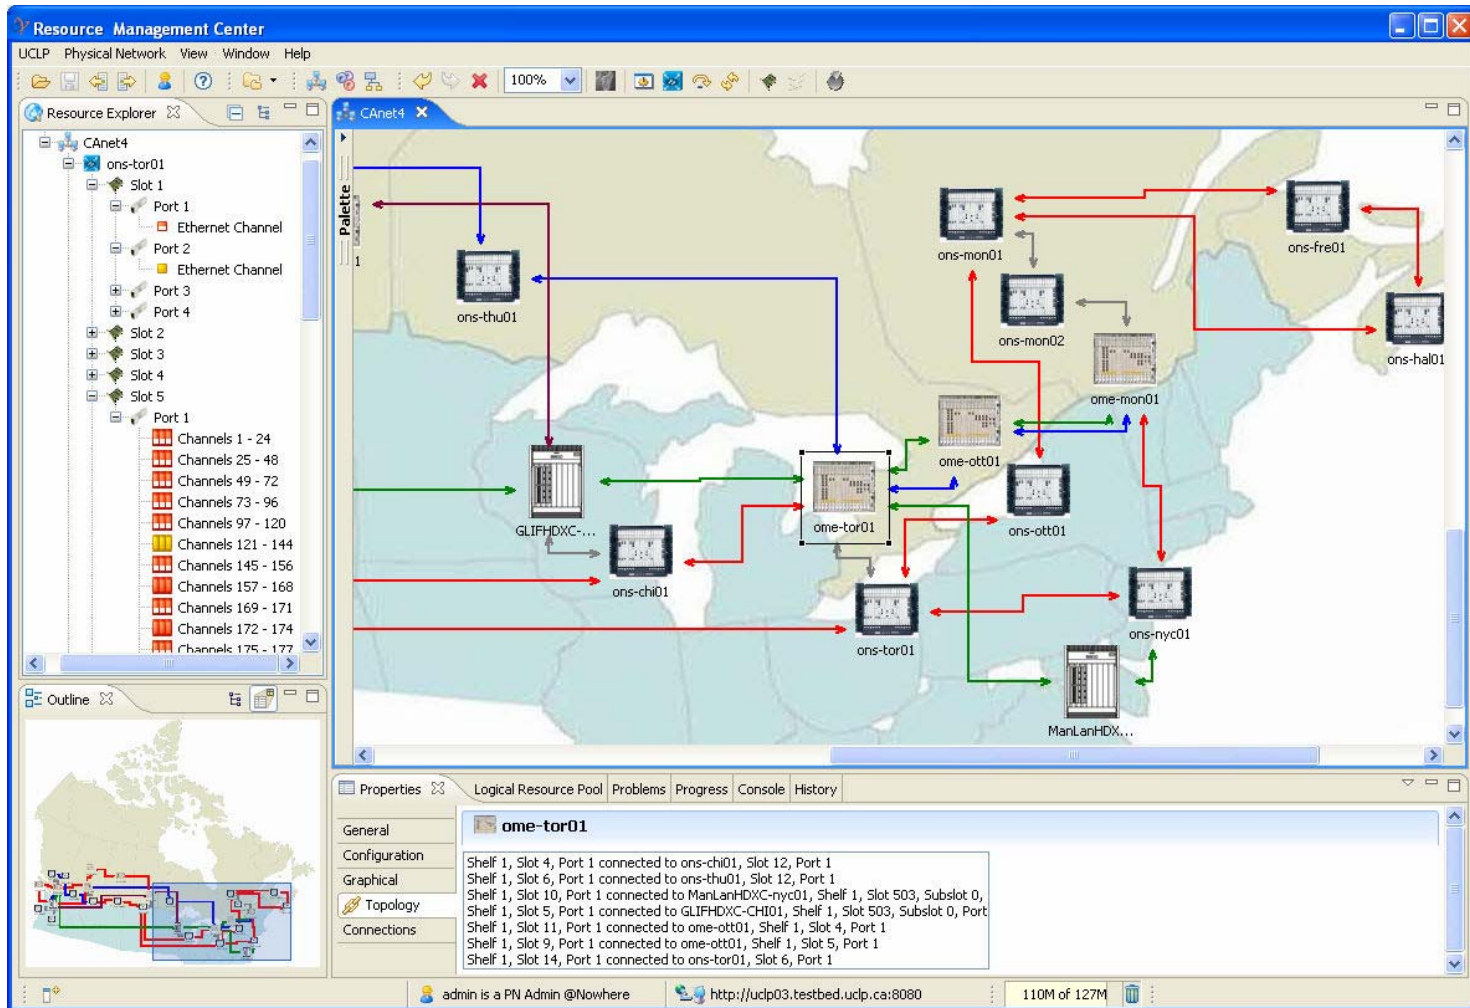 Resource Management Center
UCLP Physical Network View Window Help
100%
Resource Explorer
CAnet4
ons-tor01
Slot 1
Port 1
Ethernet Channel
Port 2
Ethernet Channel
Port 3
Port 4
Slot 2
Slot 3
Slot 4
Slot 5
Port 1
Channels 1 - 24
Channels 25 - 48
Channels 49 - 72
Channels 73 - 96
Channels 97 - 120
Channels 121 - 144
Channels 145 - 156
Channels 157 - 168
Channels 169 - 171
Channels 172 - 174
Channels 175 - 177
Outline
CAnet4
Palette
1
ons-thu01
ons-mon01
ons-fre01
ons-mon02
ons-hal01
ome-mon01
ome-ott01
GLIFHDXC-...
ome-tor01
ons-ott01
ons-chi01
ons-tor01
ons-nyc01
ManLanHDX...
Properties Logical Resource Pool Problems Progress Console History
General
Configuration
Graphical
Topology
Connections
ome-tor01
Shelf 1, Slot 4, Port 1 connected to ons-chi01, Slot 12, Port 1
Shelf 1, Slot 6, Port 1 connected to ons-thu01, Slot 12, Port 1
Shelf 1, Slot 10, Port 1 connected to ManLanHDXC-nyc01, Shelf 1, Slot 503, Subslot 0,
Shelf 1, Slot 5, Port 1 connected to GLIFHDXC-CHI01, Shelf 1, Slot 503, Subslot 0, Port
Shelf 1, Slot 11, Port 1 connected to ome-ott01, Shelf 1, Slot 4, Port 1
Shelf 1, Slot 9, Port 1 connected to ome-ott01, Shelf 1, Slot 5, Port 1
Shelf 1, Slot 14, Port 1 connected to ons-tor01, Slot 6, Port 1
admin is a PN Admin @Nowhere
http://uclp03.testbed.uclp.ca:8080
110M of 127M